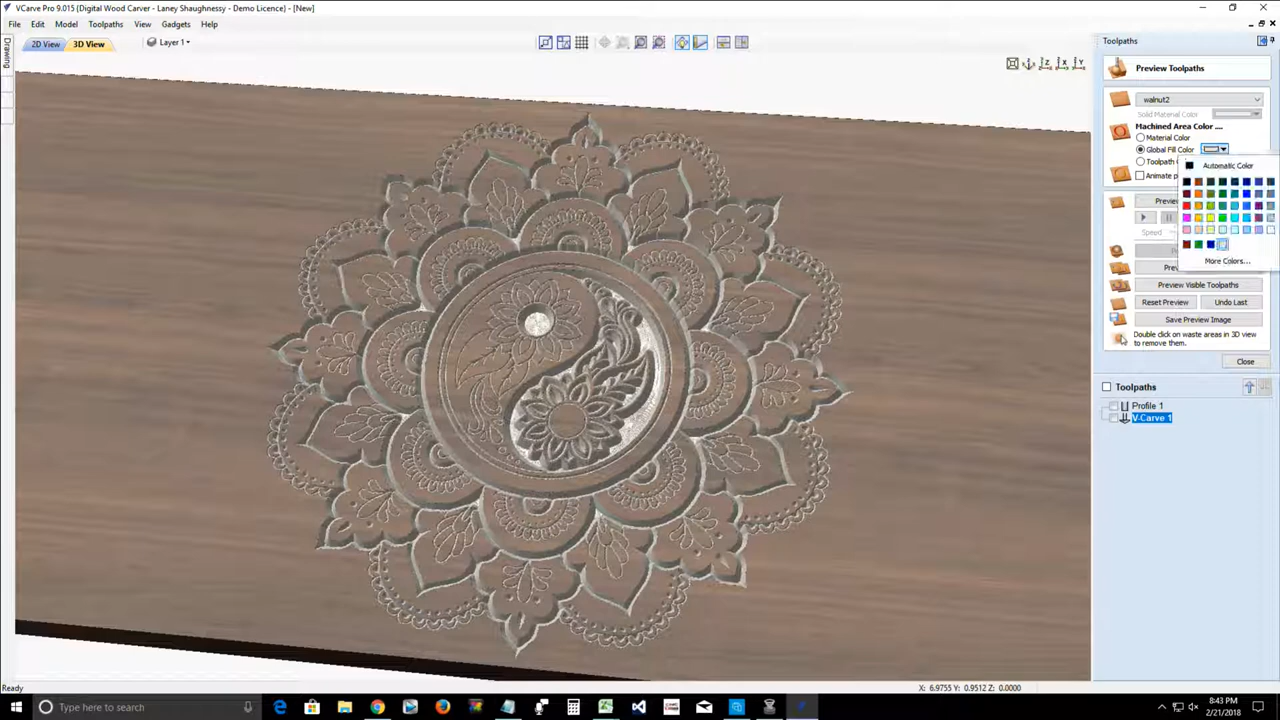 VCarve Pro 9.015 {Digital Wood Carver - Laney Shaughnessy - Demo Licence} - [New]
File Edit Model Toolpaths View Gadgets Help
2D View 3D View Layer 1
Drawing
Toolpaths
Preview Toolpaths
walnut2
Solid Material Color
Machined Area Color ....
Material Color
Global Fill Color
Automatic Color
More Colors...
Speed
Preview Visible Toolpaths
Reset Preview Undo Last
Save Preview Image
Double click on waste areas in 3D view
to remove them.
Close
Toolpaths
Profile 1
V-Carve 1
Ready
X: 6.9755 Y: 0.9512 Z: 0.0000
Type here to search
8:43 PM
2/21/2018